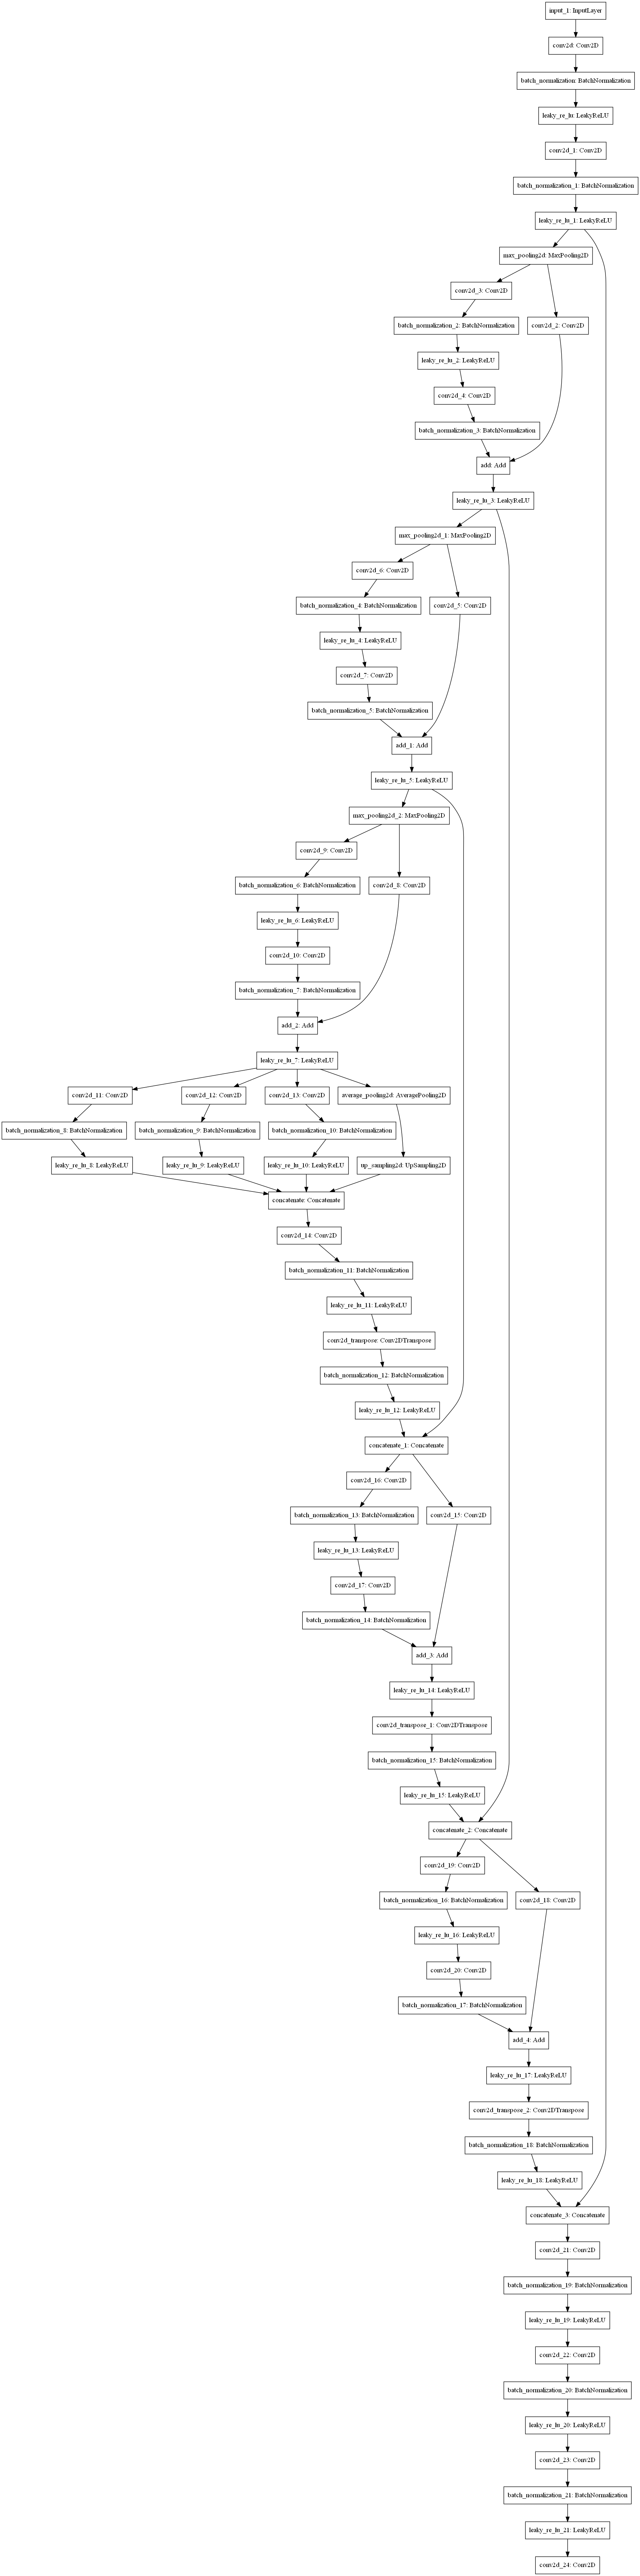 input_1: InputLayer
conv2d: Conv2D
batch_normalization: BatchNormalization
leaky_re_lu: LeakyReLU
conv2d_1: Conv2D
batch_normalization_1: BatchNormalization
leaky_re_lu_1: LeakyReLU
max_pooling2d: MaxPooling2D
conv2d_3: Conv2D
batch_normalization_2: BatchNormalization
conv2d_2: Conv2D
leaky_re_lu_2: LeakyReLU
conv2d_4: Conv2D
batch_normalization_3: BatchNormalization
add: Add
leaky_re_lu_3: LeakyReLU
max_pooling2d_1: MaxPooling2D
conv2d_6: Conv2D
batch_normalization_4: BatchNormalization
conv2d_5: Conv2D
leaky_re_lu_4: LeakyReLU
conv2d_7: Conv2D
batch_normalization_5: BatchNormalization
add_1: Add
leaky_re_lu_5: LeakyReLU
max_pooling2d_2: MaxPooling2D
conv2d_9: Conv2D
batch_normalization_6: BatchNormalization
conv2d_8: Conv2D
leaky_re_lu_6: LeakyReLU
conv2d_10: Conv2D
batch_normalization_7: BatchNormalization
add_2: Add
leaky_re_lu_7: LeakyReLU
conv2d_11: Conv2D
conv2d_12: Conv2D
conv2d_13: Conv2D
average_pooling2d: AveragePooling2D
batch_normalization_8: BatchNormalization
batch_normalization_9: BatchNormalization
batch_normalization_10: BatchNormalization
leaky_re_lu_8: LeakyReLU
leaky_re_lu_9: LeakyReLU
leaky_re_lu_10: LeakyReLU
up_sampling2d: UpSampling2D
concatenate: Concatenate
conv2d_14: Conv2D
batch_normalization_11: BatchNormalization
leaky_re_lu_11: LeakyReLU
conv2d_transpose: Conv2DTranspose
batch_normalization_12: BatchNormalization
leaky_re_lu_12: LeakyReLU
concatenate_1: Concatenate
conv2d_16: Conv2D
batch_normalization_13: BatchNormalization
conv2d_15: Conv2D
leaky_re_lu_13: LeakyReLU
conv2d_17: Conv2D
batch_normalization_14: BatchNormalization
add_3: Add
leaky_re_lu_14: LeakyReLU
conv2d_transpose_1: Conv2DTranspose
batch_normalization_15: BatchNormalization
leaky_re_lu_15: LeakyReLU
concatenate_2: Concatenate
conv2d_19: Conv2D
batch_normalization_16: BatchNormalization
conv2d_18: Conv2D
leaky_re_lu_16: LeakyReLU
conv2d_20: Conv2D
batch_normalization_17: BatchNormalization
add_4: Add
leaky_re_lu_17: LeakyReLU
conv2d_transpose_2: Conv2DTranspose
batch_normalization_18: BatchNormalization
leaky_re_lu_18: LeakyReLU
concatenate_3: Concatenate
conv2d_21: Conv2D
batch_normalization_19: BatchNormalization
leaky_re_lu_19: LeakyReLU
conv2d_22: Conv2D
batch_normalization_20: BatchNormalization
leaky_re_lu_20: LeakyReLU
conv2d_23: Conv2D
batch_normalization_21: BatchNormalization
leaky_re_lu_21: LeakyReLU
conv2d_24: Conv2D